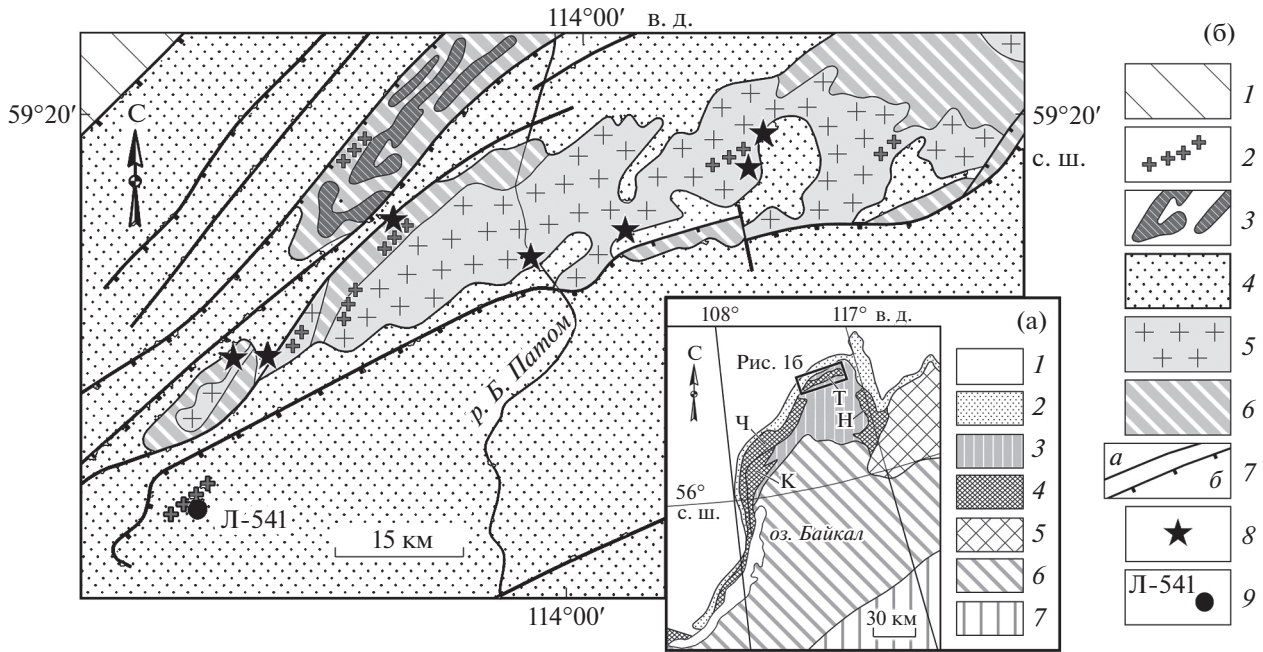 114°00′ в. д.
(б)
59°20′
59°20′
с. ш.
С
1
2
3
4
5
6
а
б
7
8
Л-541
9
р. Б. Патом
Л-541
15 км
114°00′
(а)
108°
117° в. д.
С
Рис. 1б
Т
Н
Ч
К
56°
с. ш.
оз. Байкал
30 км
1
2
3
4
5
6
7